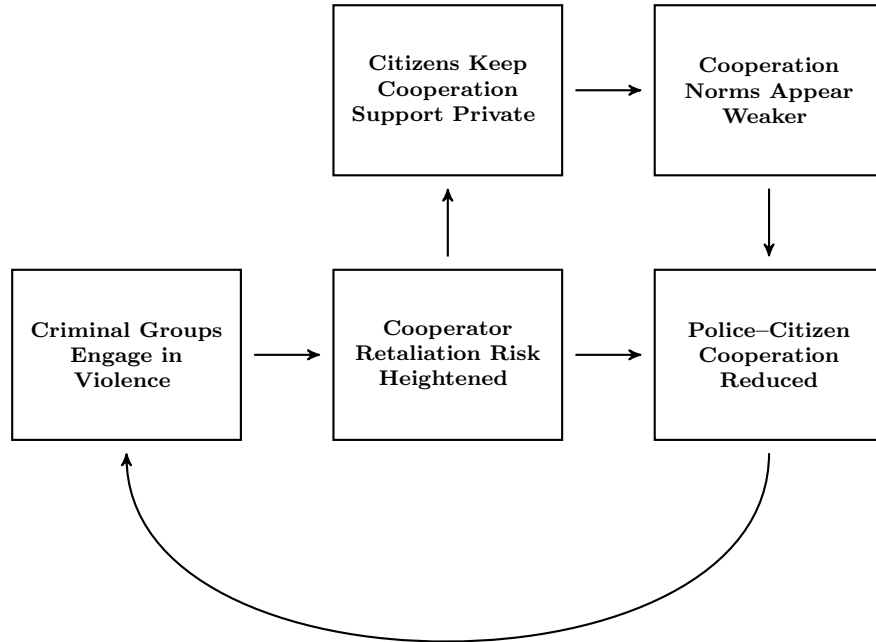 Citizens Keep
Cooperation
Support Private
Cooperation
Norms Appear
Weaker
Criminal Groups
Engage in
Violence
Cooperator
Retaliation Risk
Heightened
Police–Citizen
Cooperation
Reduced